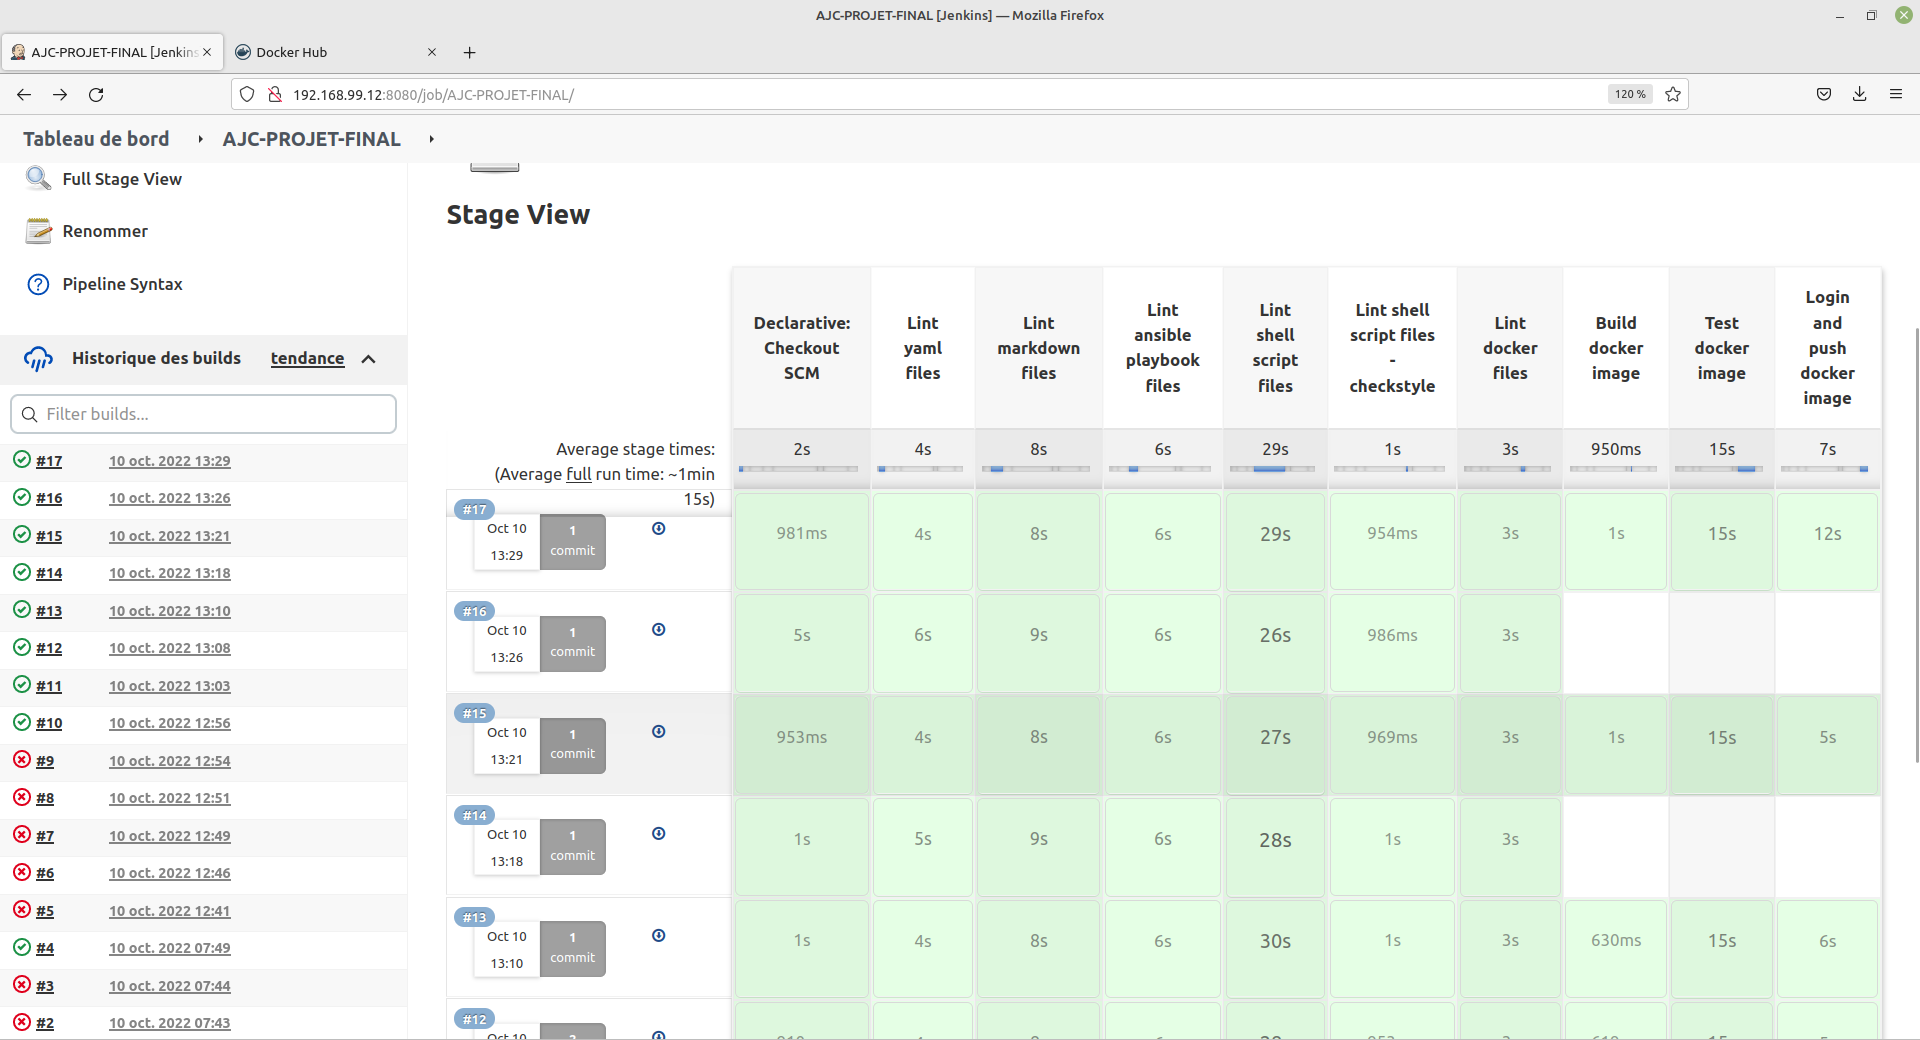 AJC-PROJET-FINAL [Jenkins] — Mozilla Firefox
AJC-PROJET-FINAL [Jenkins
Docker Hub
192.168.99.12:8080/job/AJC-PROJET-FINAL/
120 %
Tableau de bord
AJC-PROJET-FINAL
Full Stage View
Renommer
Pipeline Syntax
Historique des builds
tendance
Filter builds...
#17 10 oct. 2022 13:29
#16 10 oct. 2022 13:26
#15 10 oct. 2022 13:21
#14 10 oct. 2022 13:18
#13 10 oct. 2022 13:10
#12 10 oct. 2022 13:08
#11 10 oct. 2022 13:03
#10 10 oct. 2022 12:56
#9 10 oct. 2022 12:54
#8 10 oct. 2022 12:51
#7 10 oct. 2022 12:49
#6 10 oct. 2022 12:46
#5 10 oct. 2022 12:41
#4 10 oct. 2022 07:49
#3 10 oct. 2022 07:44
#2 10 oct. 2022 07:43
Stage View
Declarative:
Checkout
SCM
Lint
yaml
files
Lint
markdown
files
Lint
ansible
playbook
files
Lint
shell
script
files
Lint shell
script files
-
checkstyle
Lint
docker
files
Build
docker
image
Test
docker
image
Login
and
push
docker
image
Average stage times:
(Average full run time: ~1min
15s)
2s 4s 8s 6s 29s 1s 3s 950ms 15s 7s
#17
Oct 10
13:29
1
commit
981ms 4s 8s 6s 29s 954ms 3s 1s 15s 12s
#16
Oct 10
13:26
1
commit
5s 6s 9s 6s 26s 986ms 3s
#15
Oct 10
13:21
1
commit
953ms 4s 8s 6s 27s 969ms 3s 1s 15s 5s
#14
Oct 10
13:18
1
commit
1s 5s 9s 6s 28s 1s 3s
#13
Oct 10
13:10
1
commit
1s 4s 8s 6s 30s 1s 3s 630ms 15s 6s
#12
Oct 10